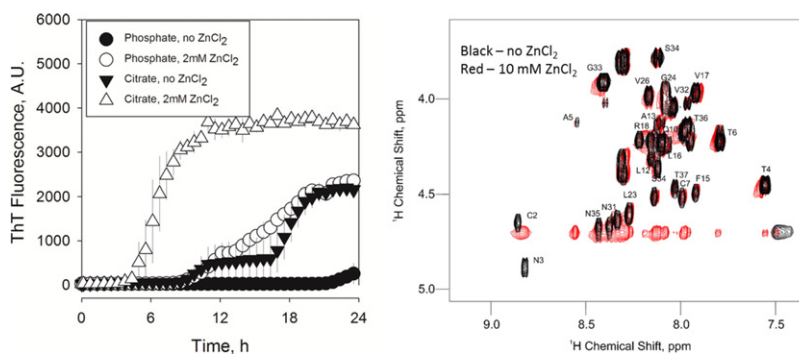 6000
5000
4000
3000
2000
1000
0
ThT Fluorescence, A.U.
Phosphate, no ZnCl₂
Phosphate, 2mM ZnCl₂
Citrate, no ZnCl₂
Citrate, 2mM ZnCl₂
0 6 12 18 24
Time, h
Black – no ZnCl₂
Red – 10 mM ZnCl₂
S34
G33
V26
G24
V32
V17
A5
A13
T36
R18
T6
L16
L12
S34
T37
C7
F15
T4
L23
C2
N35
N31
N3
4.0
4.5
5.0
¹H Chemical Shift, ppm
9.0 8.5 8.0 7.5
¹H Chemical Shift, ppm